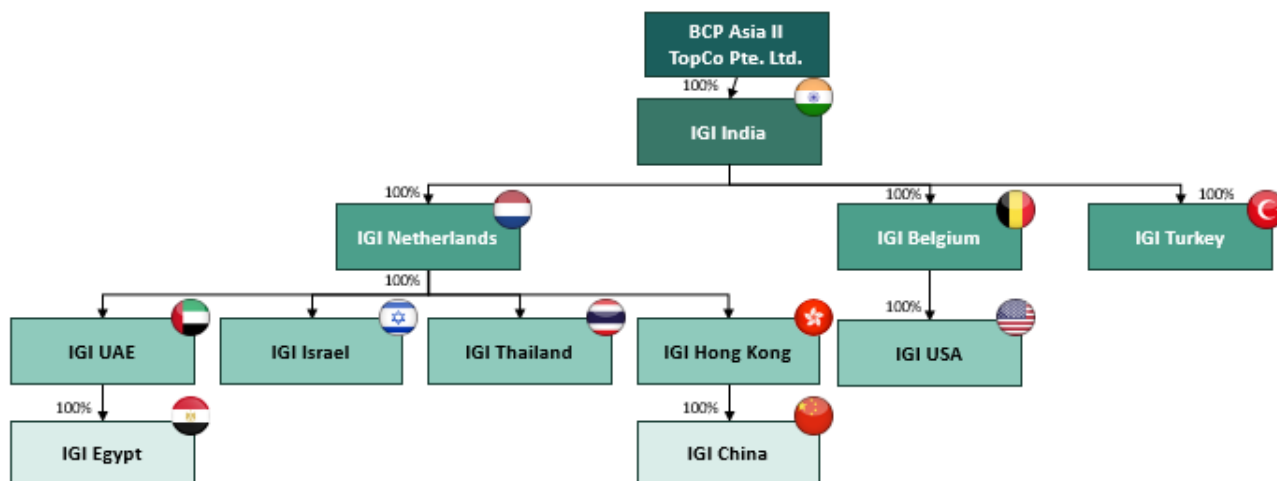 BCP Asia II
TopCo Pte. Ltd.
100%
IGI India
100%
100%
100%
IGI Netherlands
IGI Belgium
IGI Turkey
100%
100%
IGI UAE
IGI Israel
IGI Thailand
IGI Hong Kong
IGI USA
100%
100%
IGI Egypt
IGI China